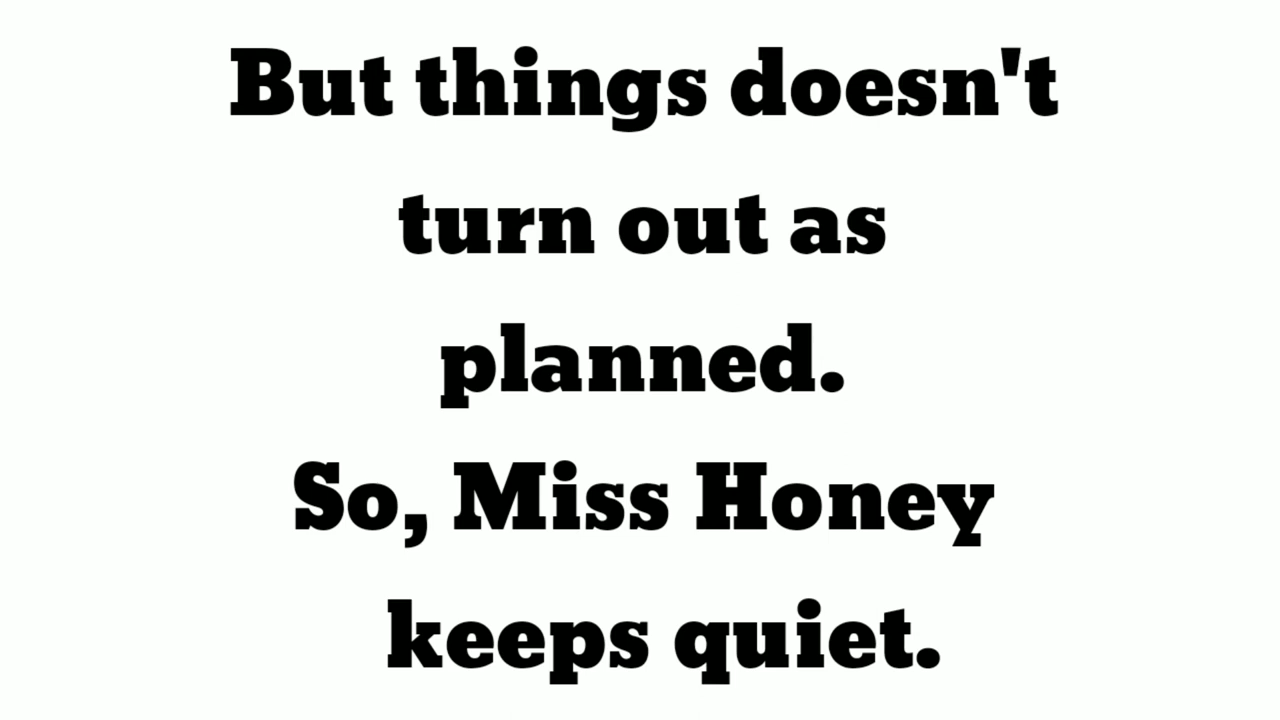 But things doesn't
turn out as
planned.
So, Miss Honey
keeps quiet.